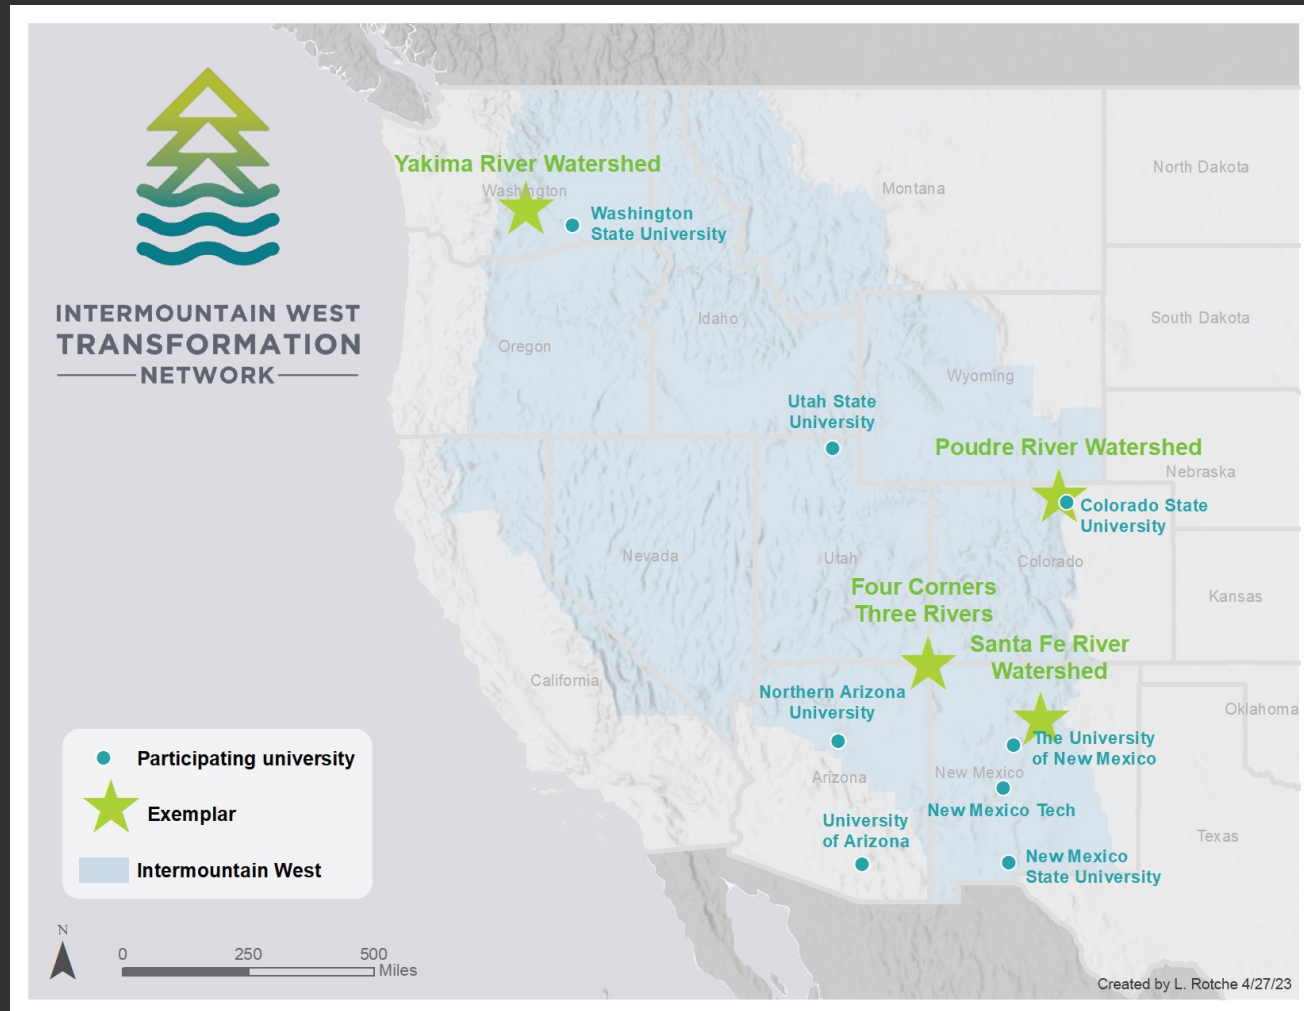 INTERMOUNTAIN WEST
TRANSFORMATION
NETWORK
Yakima River Watershed
Washington
Washington
State University
Montana
North Dakota
South Dakota
Idaho
Oregon
Wyoming
Utah State
University
Poudre River Watershed
Nebraska
Colorado State
University
Nevada
Utah
Colorado
Four Corners
Three Rivers
Kansas
Santa Fe River
Watershed
California
Northern Arizona
University
Oklahoma
The University
of New Mexico
Arizona
New Mexico
New Mexico Tech
University
of Arizona
Texas
New Mexico
State University
Participating university
Exemplar
Intermountain West
N
0 250 500
Miles
Created by L. Rotche 4/27/23